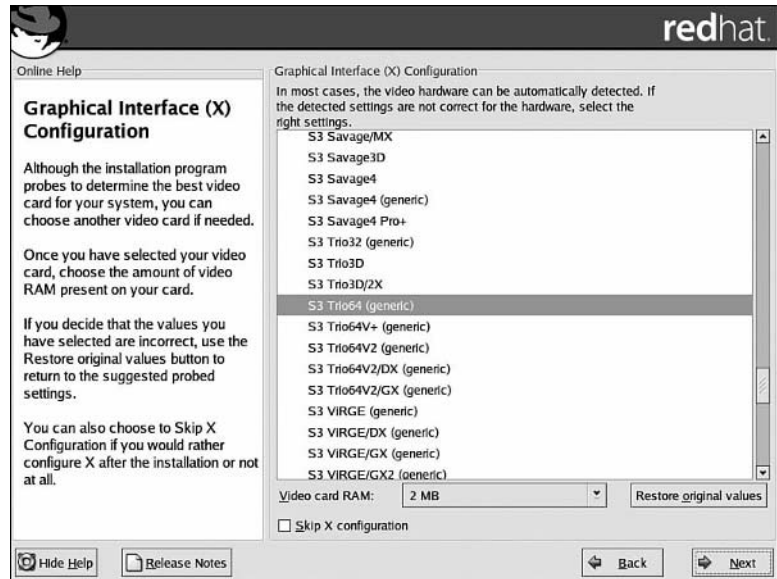 redhat.
Online Help
Graphical Interface (X)
Configuration
Although the installation program
probes to determine the best video
card for your system, you can
choose another video card if needed.
Once you have selected your video
card, choose the amount of video
RAM present on your card.
If you decide that the values you
have selected are incorrect, use the
Restore original values button to
return to the suggested probed
settings.
You can also choose to Skip X
Configuration if you would rather
configure X after the installation or not
at all.
Graphical Interface (X) Configuration
In most cases, the video hardware can be automatically detected. If
the detected settings are not correct for the hardware, select the
right settings.
S3 Savage/MX
S3 Savage3D
S3 Savage4
S3 Savage4 (generic)
S3 Savage4 Pro+
S3 Trio32 (generic)
S3 Trio3D
S3 Trio3D/2X
S3 Trio64 (generic)
S3 Trio64V+ (generic)
S3 Trio64V2 (generic)
S3 Trio64V2/DX (generic)
S3 Trio64V2/GX (generic)
S3 ViRGE (generic)
S3 ViRGE/DX (generic)
S3 ViRGE/GX (generic)
S3 ViRGE/GX2 (generic)
Video card RAM: 2 MB Restore original values
Skip X configuration
Hide Help Release Notes Back Next